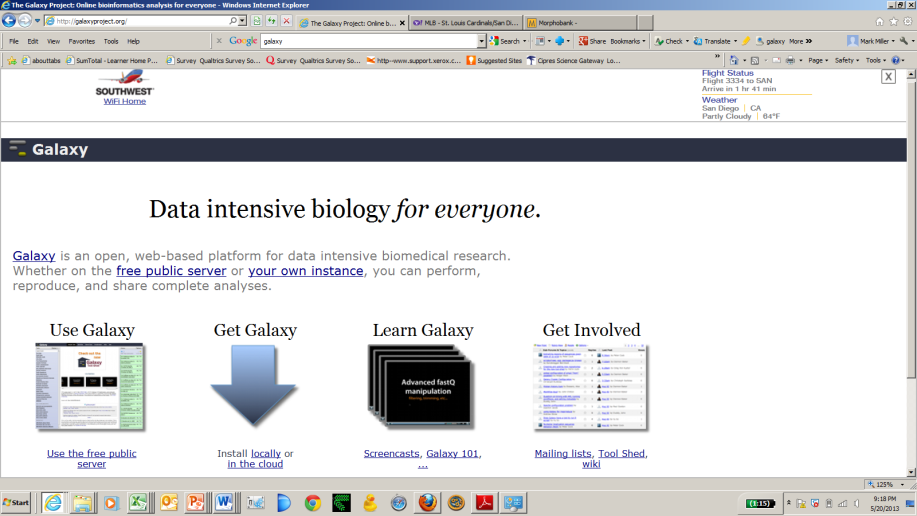 The Galaxy Project: Online bioinformatics analysis for everyone - Windows Internet Explorer
http://galaxyproject.org/
The Galaxy Project: Online b...
MLB - St. Louis Cardinals/San D...
Morphobank -
File Edit View Favorites Tools Help
x Google galaxy Search Share Bookmarks Check Translate galaxy More >> Mark Miller
abouttabs SumTotal - Learner Home P... Survey Qualtrics Survey So... Survey Qualtrics Survey So... http--www.support.xerox.c... Suggested Sites Cipres Science Gateway Lo... Page Safety Tools
SOUTHWEST
WiFi Home
Flight Status
Flight 3334 to SAN
Arrive in 1 hr 41 min
Weather
San Diego | CA
Partly Cloudy | 64°F
X
Galaxy
Data intensive biology for everyone.
Galaxy is an open, web-based platform for data intensive biomedical research.
Whether on the free public server or your own instance, you can perform,
reproduce, and share complete analyses.
Use Galaxy
Get Galaxy
Learn Galaxy
Get Involved
Advanced fastQ
manipulation
Use the free public
server
Install locally or
in the cloud
Screencasts, Galaxy 101,
...
Mailing lists, Tool Shed,
wiki
125%
Start
(1:15)
9:18 PM
5/20/2013